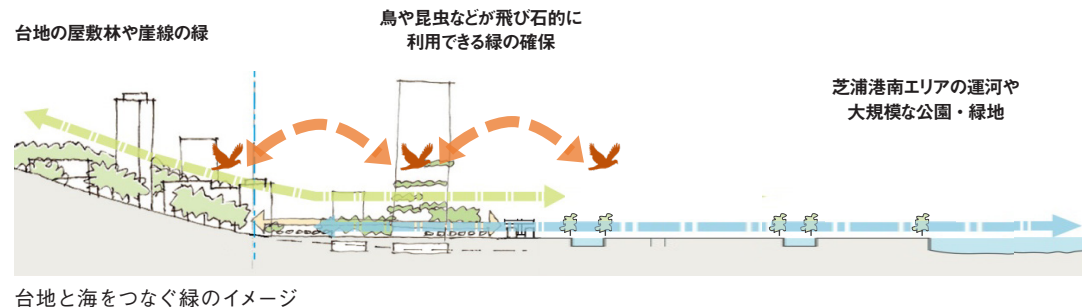 台地の屋敷林や崖線の緑
鳥や昆虫などが飛び石的に
利用できる緑の確保
芝浦港南エリアの運河や
大規模な公園・緑地
台地と海をつなぐ緑のイメージ